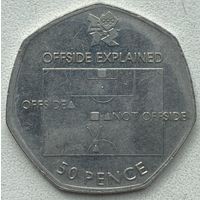 OFFSIDE EXPLAINED
OFFSIDE
NOT OFFSIDE
50 PENCE